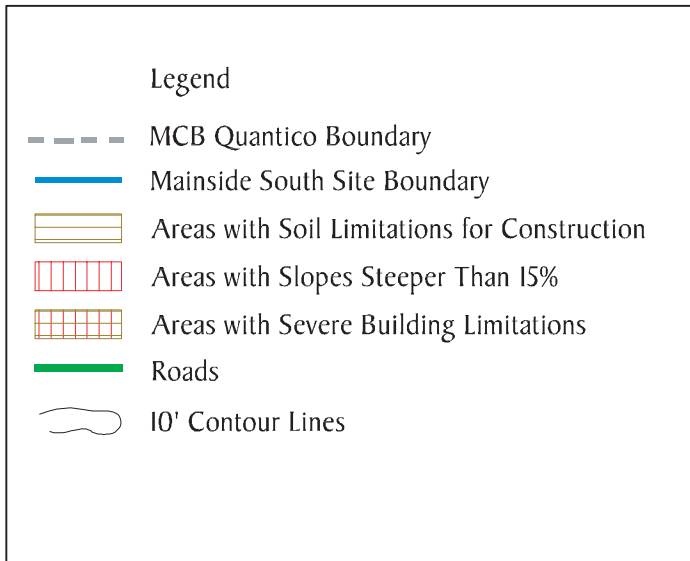 Legend
MCB Quantico Boundary
Mainside South Site Boundary
Areas with Soil Limitations for Construction
Areas with Slopes Steeper Than 15%
Areas with Severe Building Limitations
Roads
10' Contour Lines